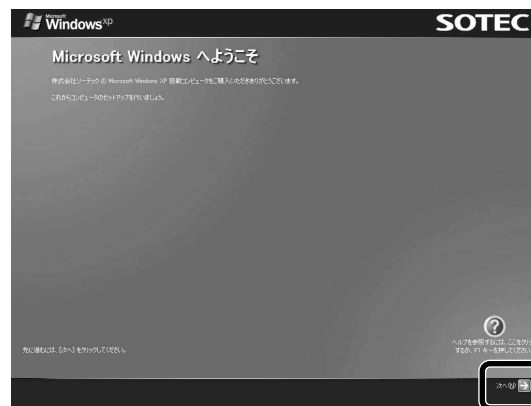 Microsoft
Windows xp
SOTEC
Microsoft Windows へようこそ
株式会社ソーテック の Microsoft Windows XP 搭載コンピュータをご購入いただきありがとうございます。
これからコンピュータのセットアップを行いましょう。
先に進むには、[次へ] をクリックしてください。
?
ヘルプを参照するには、ここをクリッ
するか、F1 キーを押してください
次へ(N)